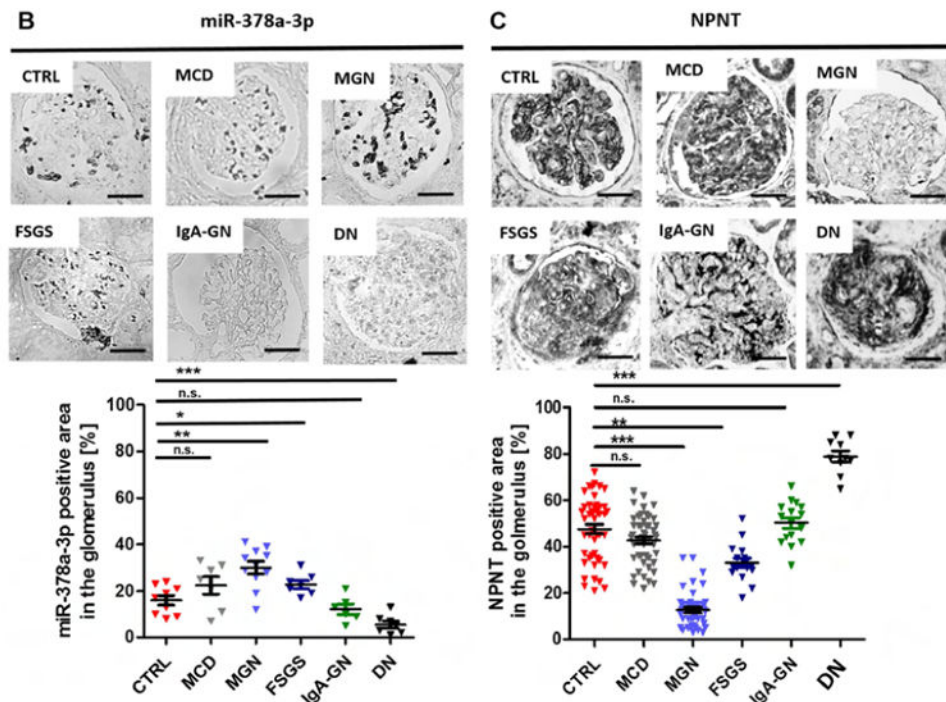 B
miR-378a-3p
CTRL
MCD
MGN
FSGS
IgA-GN
DN
***
n.s.
*
**
n.s.
100
80
60
40
20
0
miR-378a-3p positive area
in the glomerulus [%]
CTRL
MCD
MGN
FSGS
IgA-GN
DN
C
NPNT
CTRL
MCD
MGN
FSGS
IgA-GN
DN
***
n.s.
**
***
n.s.
100
80
60
40
20
0
NPNT positive area
in the golmerulus [%]
CTRL
MCD
MGN
FSGS
IgA-GN
DN